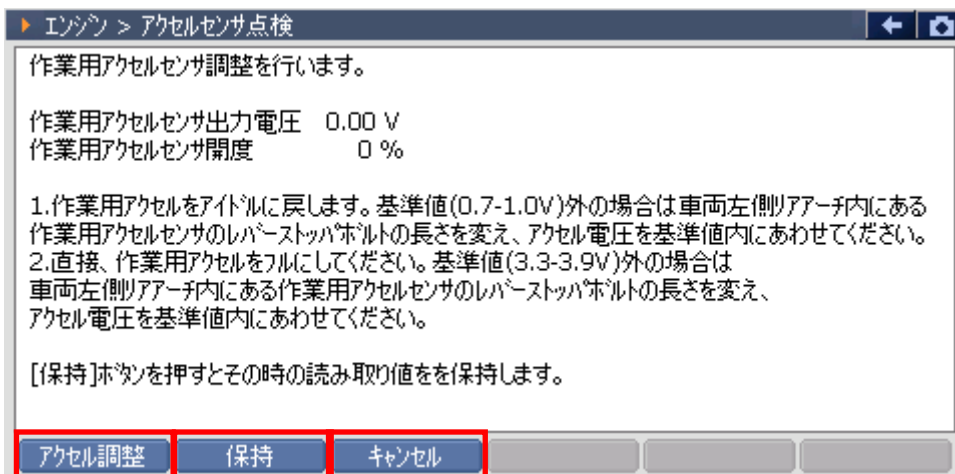 エンジン > アクセルセンサ点検
作業用アクセルセンサ調整を行います。
作業用アクセルセンサ出力電圧 0.00 V
作業用アクセルセンサ開度 0 %
1.作業用アクセルをアイドルに戻します。基準値(0.7-1.0V)外の場合は車両左側リアアーチ内にある
作業用アクセルセンサのレバーストッパボルトの長さを変え、アクセル電圧を基準値内にあわせてください。
2.直接、作業用アクセルをフルにしてください。基準値(3.3-3.9V)外の場合は
車両左側リアアーチ内にある作業用アクセルセンサのレバーストッパボルトの長さを変え、
アクセル電圧を基準値内にあわせてください。
[保持]ボタンを押すとその時の読み取り値をを保持します。
アクセル調整 保持 キャンセル